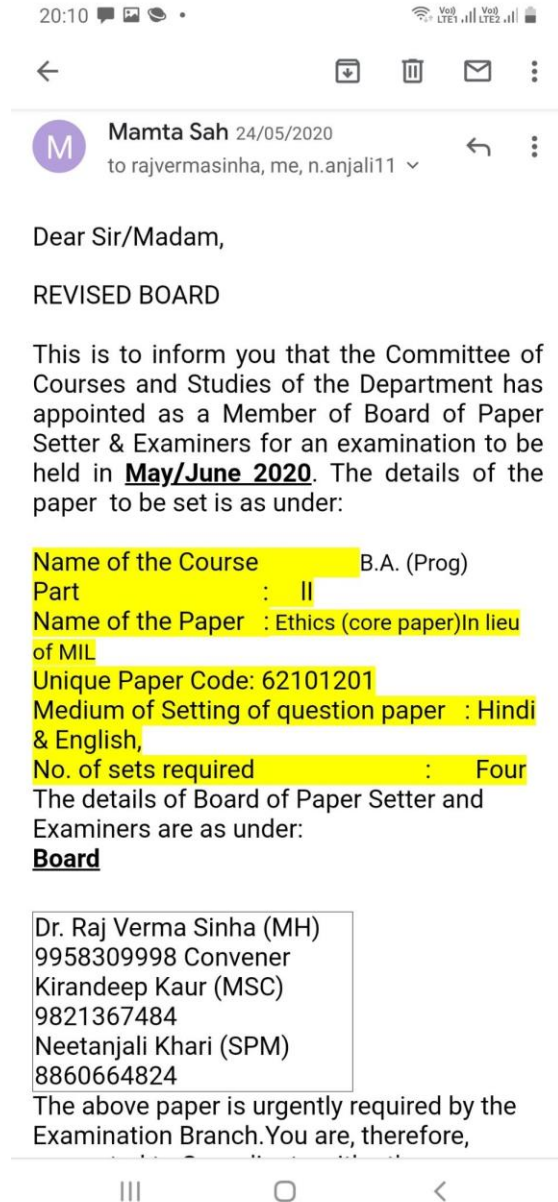 20:10
Vo)) LTE1 Vo)) LTE2
M
Mamta Sah 24/05/2020
to rajvermasinha, me, n.anjali11
Dear Sir/Madam,
REVISED BOARD
This is to inform you that the Committee of
Courses and Studies of the Department has
appointed as a Member of Board of Paper
Setter & Examiners for an examination to be
held in May/June 2020. The details of the
paper to be set is as under:
Name of the Course B.A. (Prog)
Part : II
Name of the Paper : Ethics (core paper)In lieu
of MIL
Unique Paper Code: 62101201
Medium of Setting of question paper : Hindi
& English,
No. of sets required : Four
The details of Board of Paper Setter and
Examiners are as under:
Board
Dr. Raj Verma Sinha (MH)
9958309998 Convener
Kirandeep Kaur (MSC)
9821367484
Neetanjali Khari (SPM)
8860664824
The above paper is urgently required by the
Examination Branch.You are, therefore,